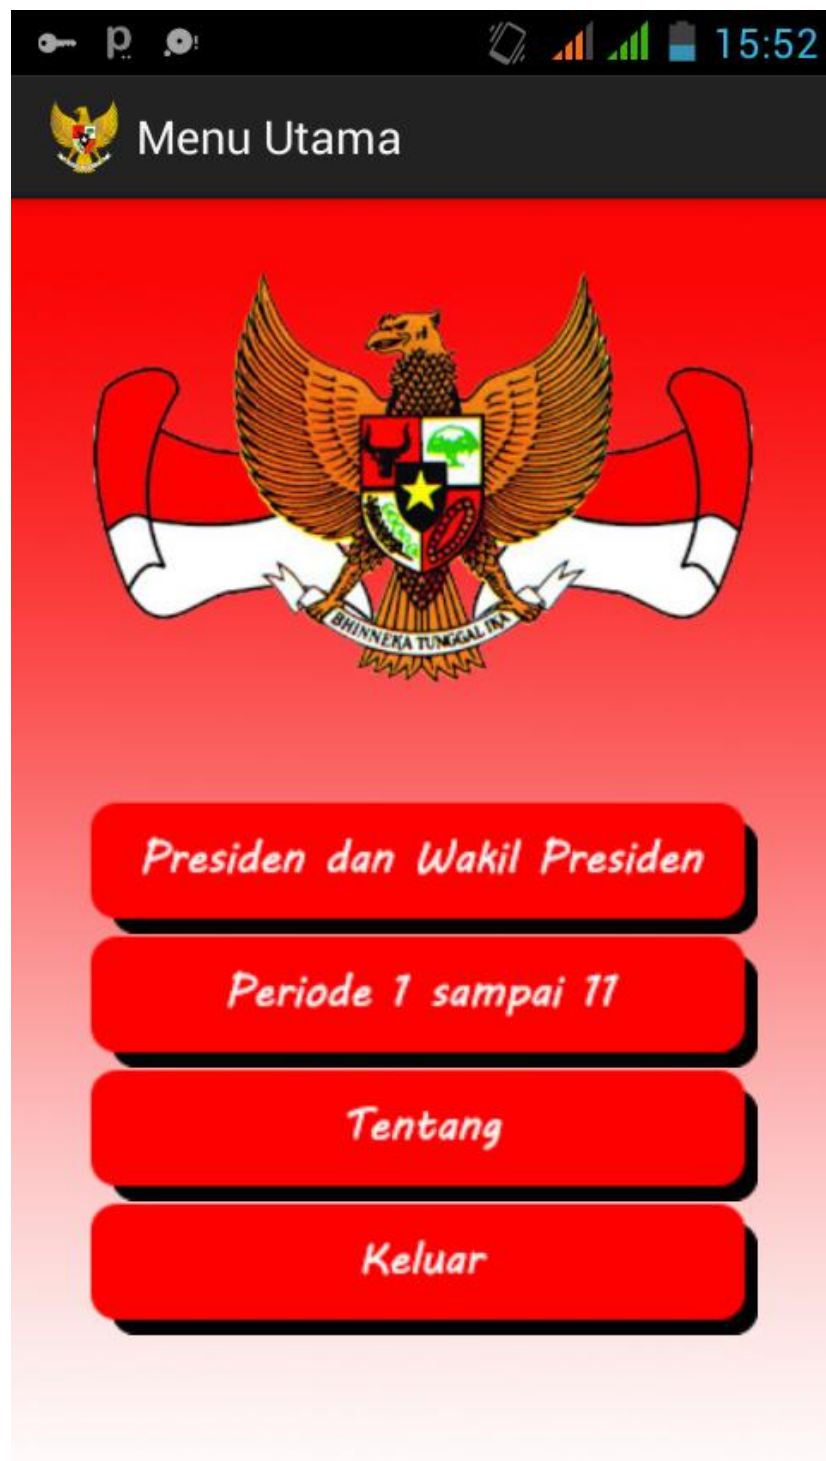 15:52
Menu Utama
BHINNEKA TUNGGAL IKA
Presiden dan Wakil Presiden
Periode 1 sampai 11
Tentang
Keluar